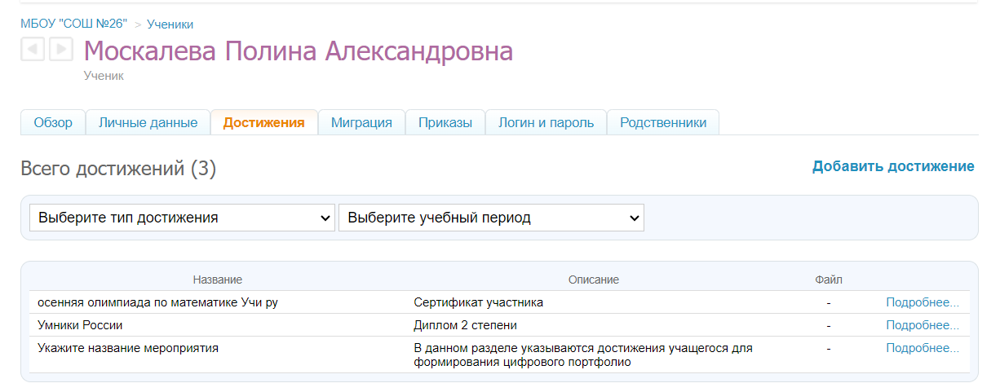 МБОУ "СОШ №26" > Ученики
Москалева Полина Александровна
Ученик
Обзор Личные данные Достижения Миграция Приказы Логин и пароль Родственники
Всего достижений (3) Добавить достижение
Выберите тип достижения Выберите учебный период
Название Описание Файл
осенняя олимпиада по математике Учи ру Сертификат участника - Подробнее...
Умники России Диплом 2 степени - Подробнее...
Укажите название мероприятия В данном разделе указываются достижения учащегося для - Подробнее...
формирования цифрового портфолио